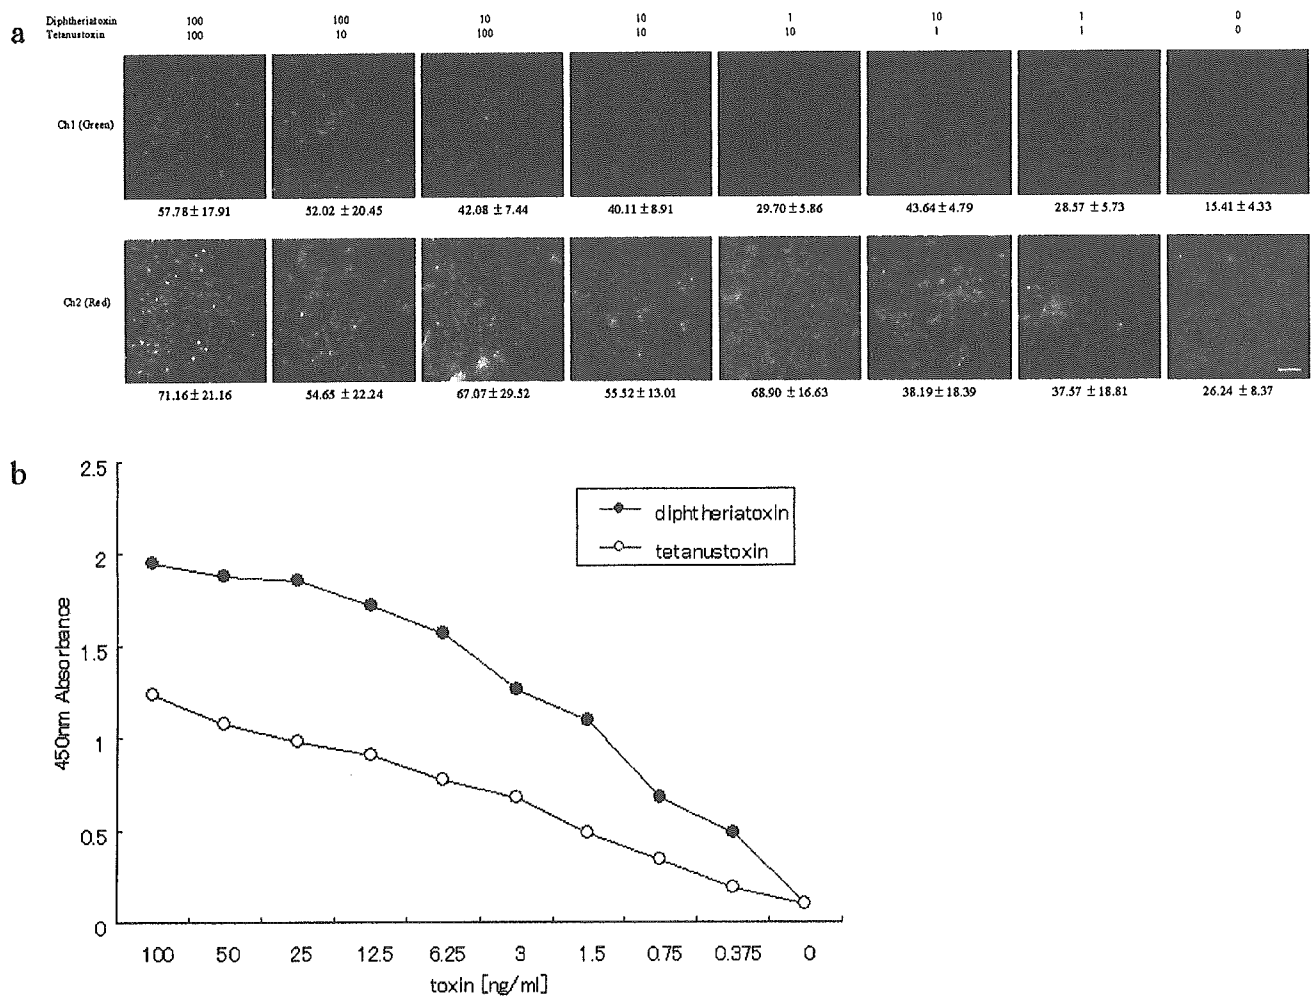 a
Diphtheriatoxin 100 100 10 10 1 10 1 0
Tetanustoxin 100 10 100 10 10 1 1 0
Ch1 (Green)
57.78±17.91 52.02 ±20.45 42.08 ±7.44 40.11±8.91 29.70±5.86 43.64±4.79 28.57 ±5.73 15.41±4.33
Ch2 (Red)
71.16±21.16 54.65 ±22.24 67.07±29.52 55.52±13.01 68.90 ±16.63 38.19±18.39 37.57 ±18.81 26.24 ±8.37
b
2.5
2
1.5
1
0.5
0
450nm Absorbance
diphtheriatoxin
tetanustoxin
100 50 25 12.5 6.25 3 1.5 0.75 0.375 0
toxin [ng/ml]